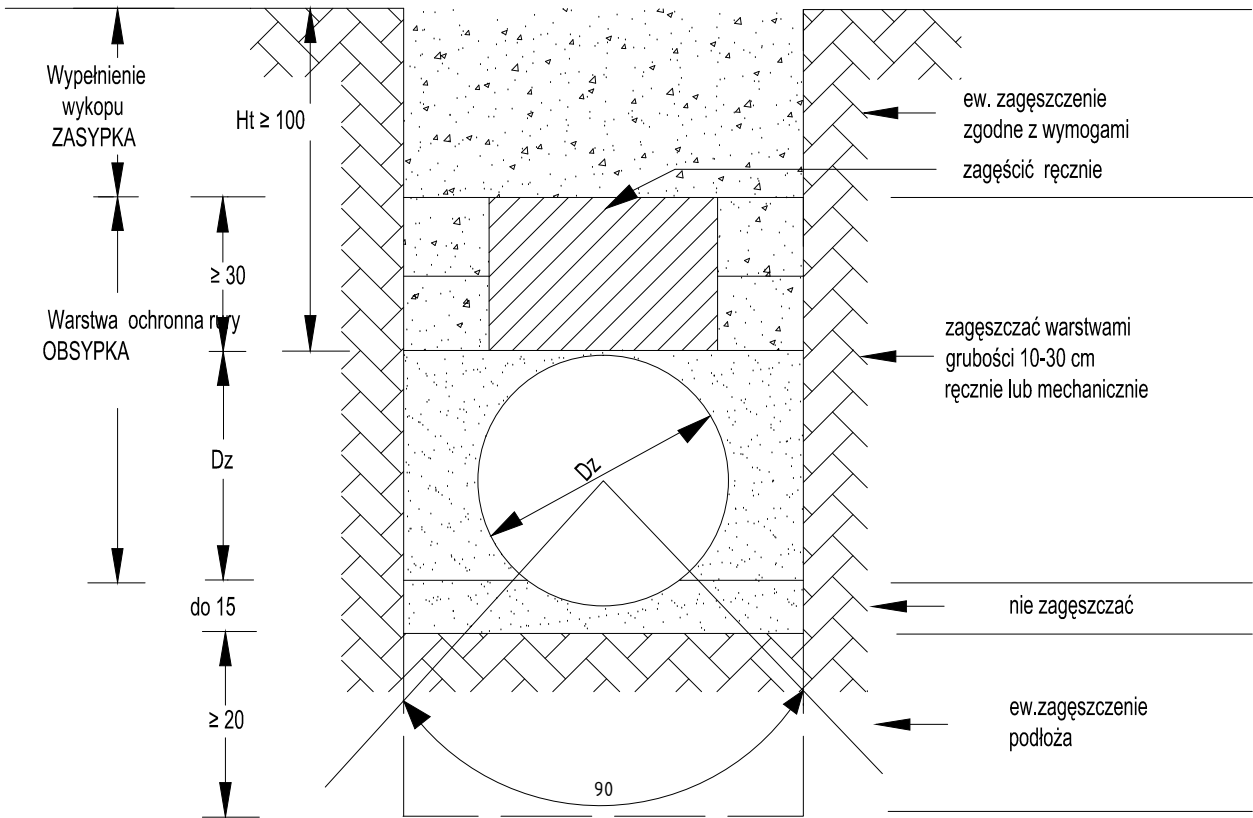 Wypełnienie
wykopu
ZASYPKA
Ht ≥ 100
ew. zagęszczenie
zgodne z wymogami
zagęścić ręcznie
≥ 30
Warstwa ochronna rury
OBSYPKA
zagęszczać warstwami
grubości 10-30 cm
ręcznie lub mechanicznie
Dz
Dz
do 15
nie zagęszczać
≥ 20
ew.zagęszczenie
podłoża
90